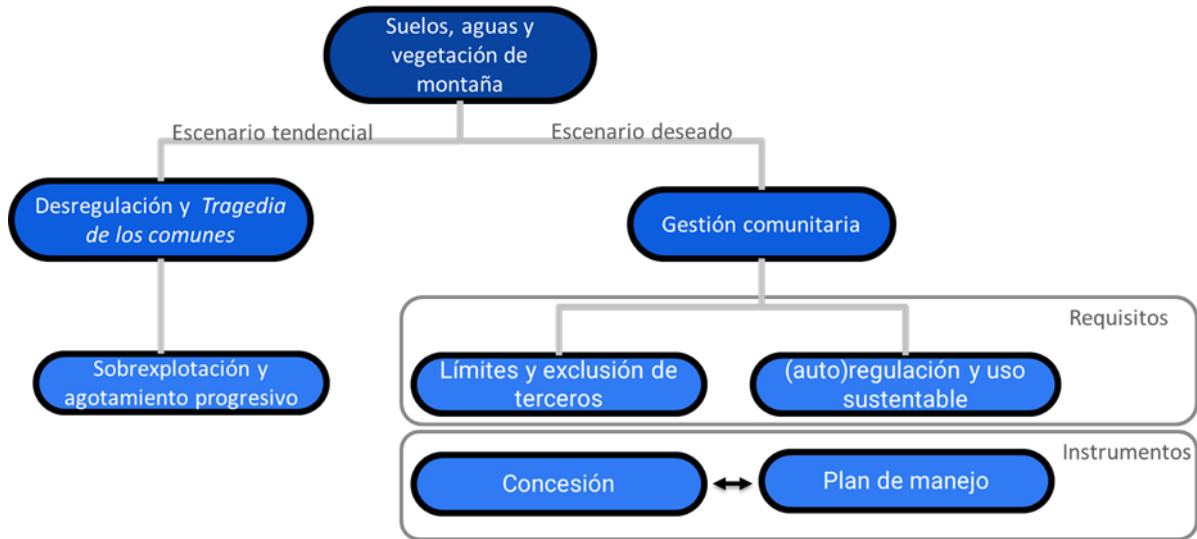 Suelos, aguas y
vegetación de
montaña
Escenario tendencial
Escenario deseado
Desregulación y Tragedia
de los comunes
Gestión comunitaria
Requisitos
Sobrexplotación y
agotamiento progresivo
Límites y exclusión de
terceros
(auto)regulación y uso
sustentable
Instrumentos
Concesión
Plan de manejo